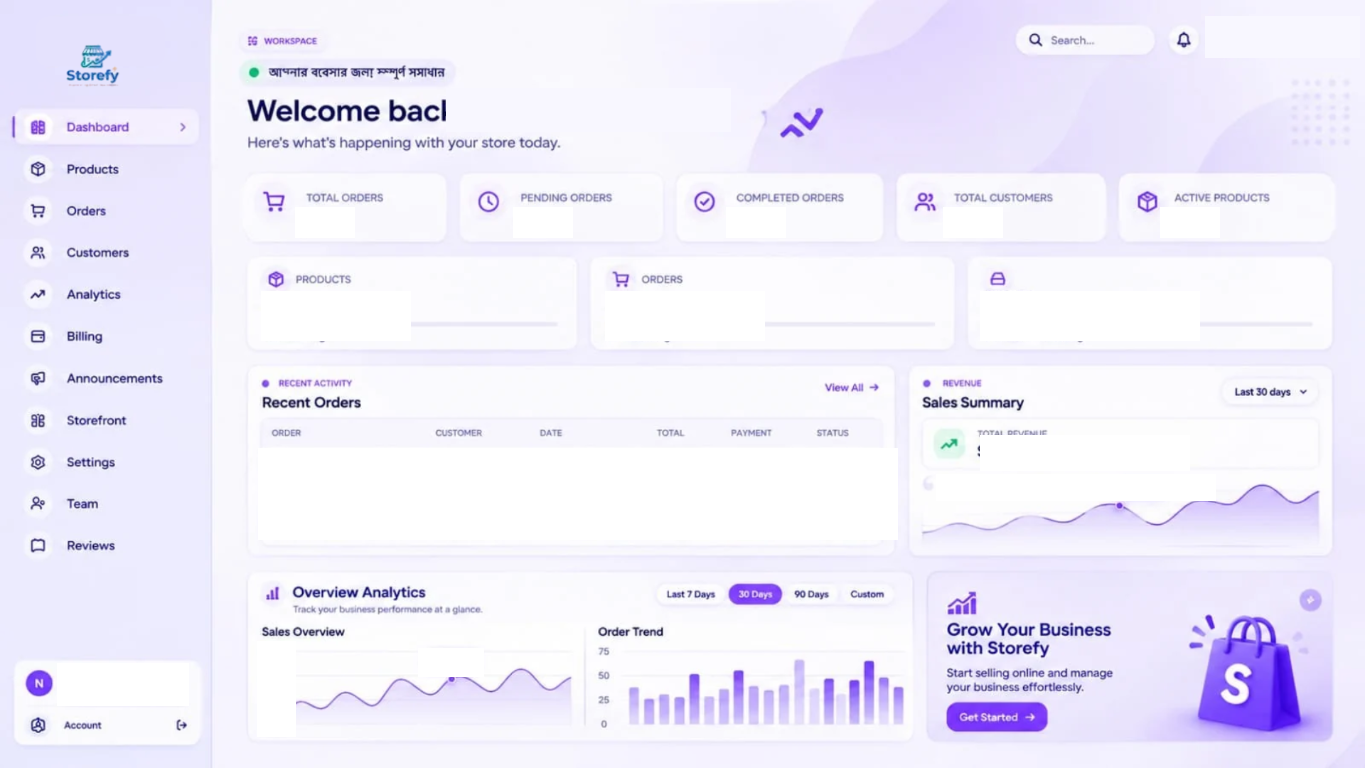 Storefy
Dashboard
Products
Orders
Customers
Analytics
Billing
Announcements
Storefront
Settings
Team
Reviews
N
Account
WORKSPACE
আপনার ব্যবসার জন্য সম্পূর্ণ সমাধান
Search...
Welcome bacl
Here's what's happening with your store today.
TOTAL ORDERS
PENDING ORDERS
COMPLETED ORDERS
TOTAL CUSTOMERS
ACTIVE PRODUCTS
PRODUCTS
ORDERS
RECENT ACTIVITY
Recent Orders
View All
ORDER CUSTOMER DATE TOTAL PAYMENT STATUS
REVENUE
Sales Summary
Last 30 days
TOTAL REVENUE
Overview Analytics
Track your business performance at a glance.
Last 7 Days 30 Days 90 Days Custom
Sales Overview
Order Trend
75
50
25
0
Grow Your Business
with Storefy
Start selling online and manage
your business effortlessly.
Get Started
S